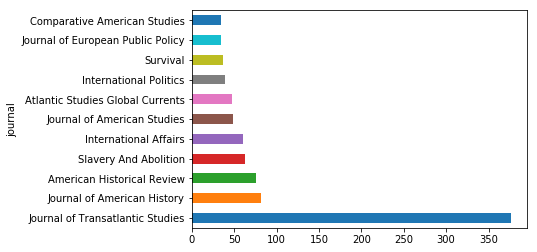 Comparative American Studies
Journal of European Public Policy
Survival
International Politics
Atlantic Studies Global Currents
Journal of American Studies
International Affairs
Slavery And Abolition
American Historical Review
Journal of American History
Journal of Transatlantic Studies
journal
0 50 100 150 200 250 300 350